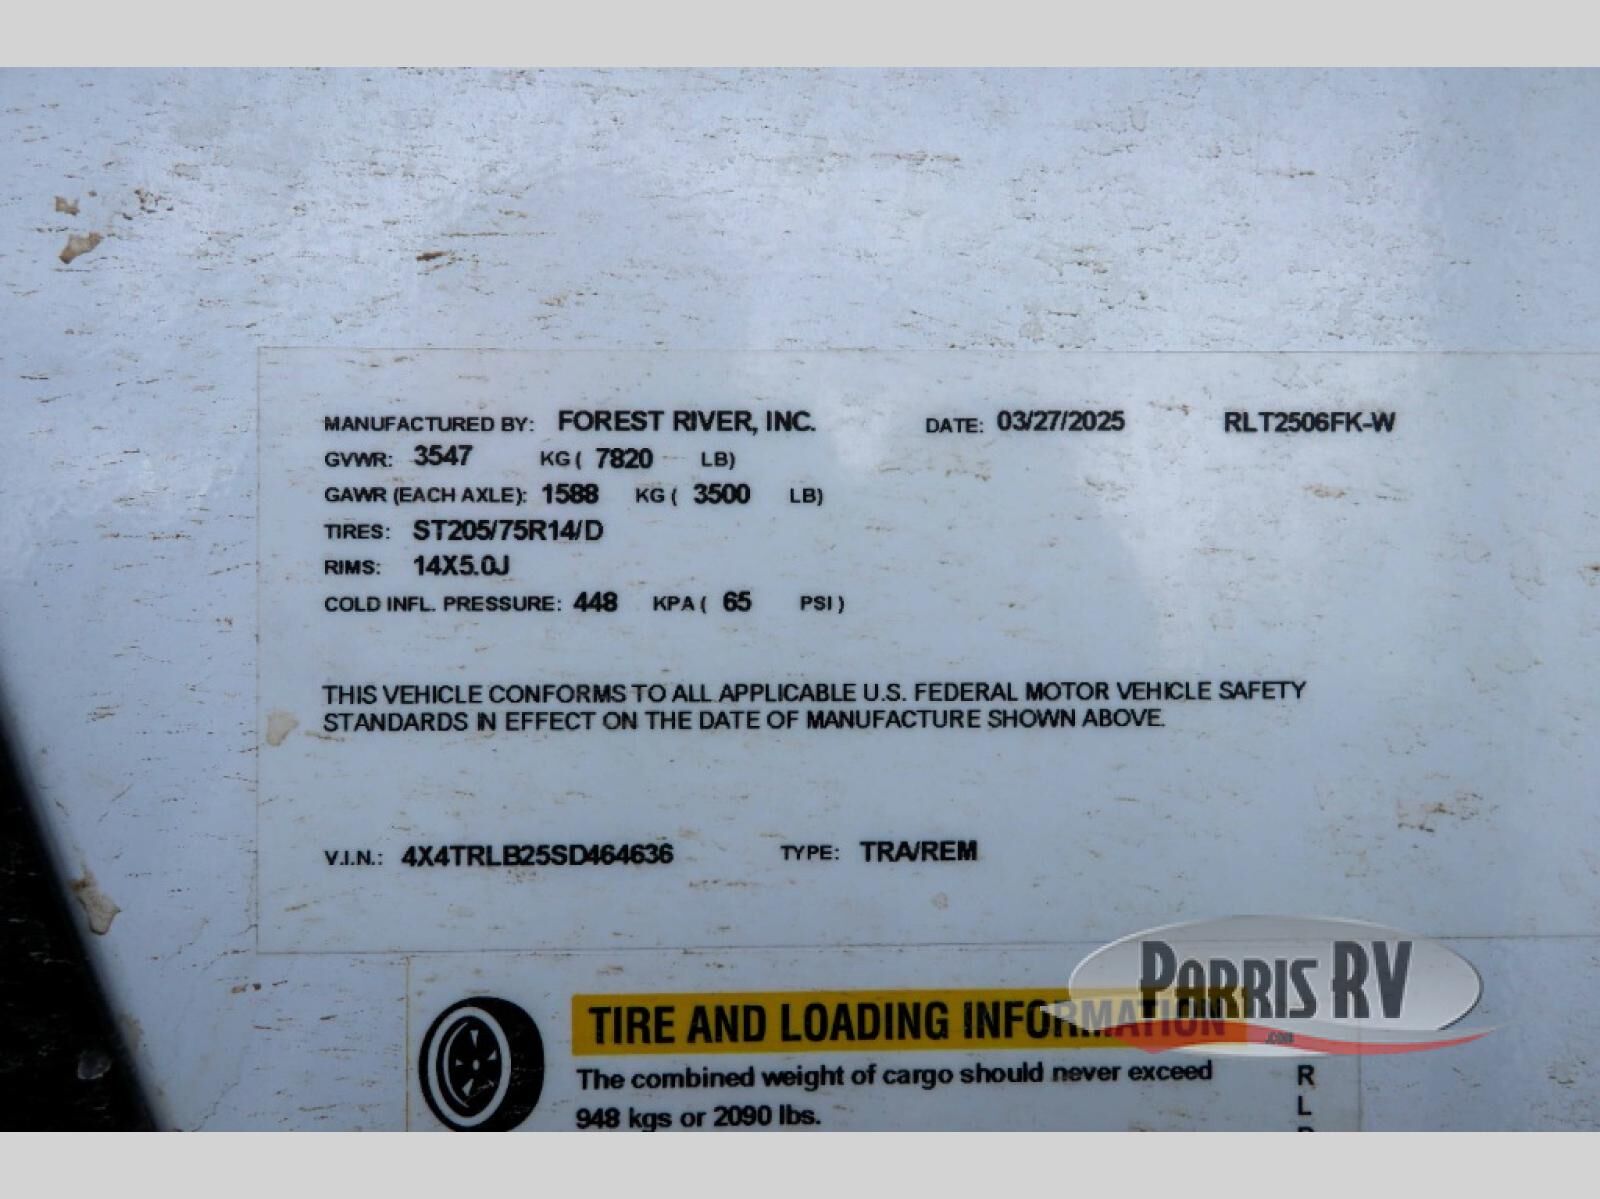 MANUFACTURED BY: FOREST RIVER, INC. DATE: 03/27/2025 RLT2506FK-W
GVWR: 3547 KG ( 7820 LB)
GAWR (EACH AXLE): 1588 KG ( 3500 LB)
TIRES: ST205/75R14/D
RIMS: 14X5.0J
COLD INFL. PRESSURE: 448 KPA ( 65 PSI )
THIS VEHICLE CONFORMS TO ALL APPLICABLE U.S. FEDERAL MOTOR VEHICLE SAFETY
STANDARDS IN EFFECT ON THE DATE OF MANUFACTURE SHOWN ABOVE.
V.I.N.: 4X4TRLB25SD464636 TYPE: TRA/REM
PARRIS RV
.COM
TIRE AND LOADING INFORMATION
The combined weight of cargo should never exceed
948 kgs or 2090 lbs.
R
L